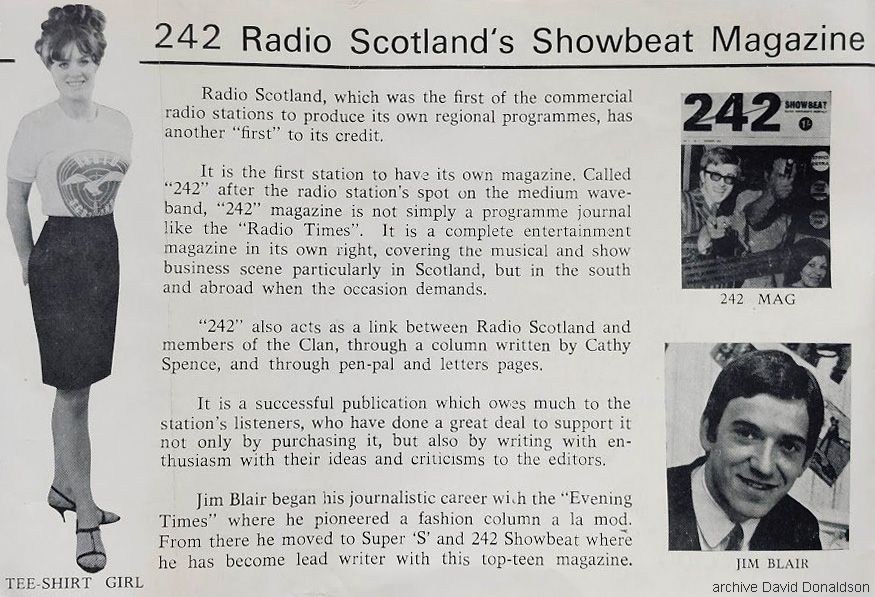 242 Radio Scotland's Showbeat Magazine
Radio Scotland, which was the first of the commercial
radio stations to produce its own regional programmes, has
another "first" to its credit.
It is the first station to have its own magazine. Called
"242" after the radio station's spot on the medium wave-
band, "242" magazine is not simply a programme journal
like the "Radio Times". It is a complete entertainment
magazine in its own right, covering the musical and show
business scene particularly in Scotland, but in the south
and abroad when the occasion demands.
"242" also acts as a link between Radio Scotland and
members of the Clan, through a column written by Cathy
Spence, and through pen-pal and letters pages.
It is a successful publication which owes much to the
station's listeners, who have done a great deal to support it
not only by purchasing it, but also by writing with en-
thusiasm with their ideas and criticisms to the editors.
Jim Blair began his journalistic career with the "Evening
Times" where he pioneered a fashion column a la mod.
From there he moved to Super 'S' and 242 Showbeat where
he has become lead writer with this top-teen magazine.
TEE-SHIRT GIRL
242 SHOWBEAT
1/-
242 MAG
JIM BLAIR
archive David Donaldson